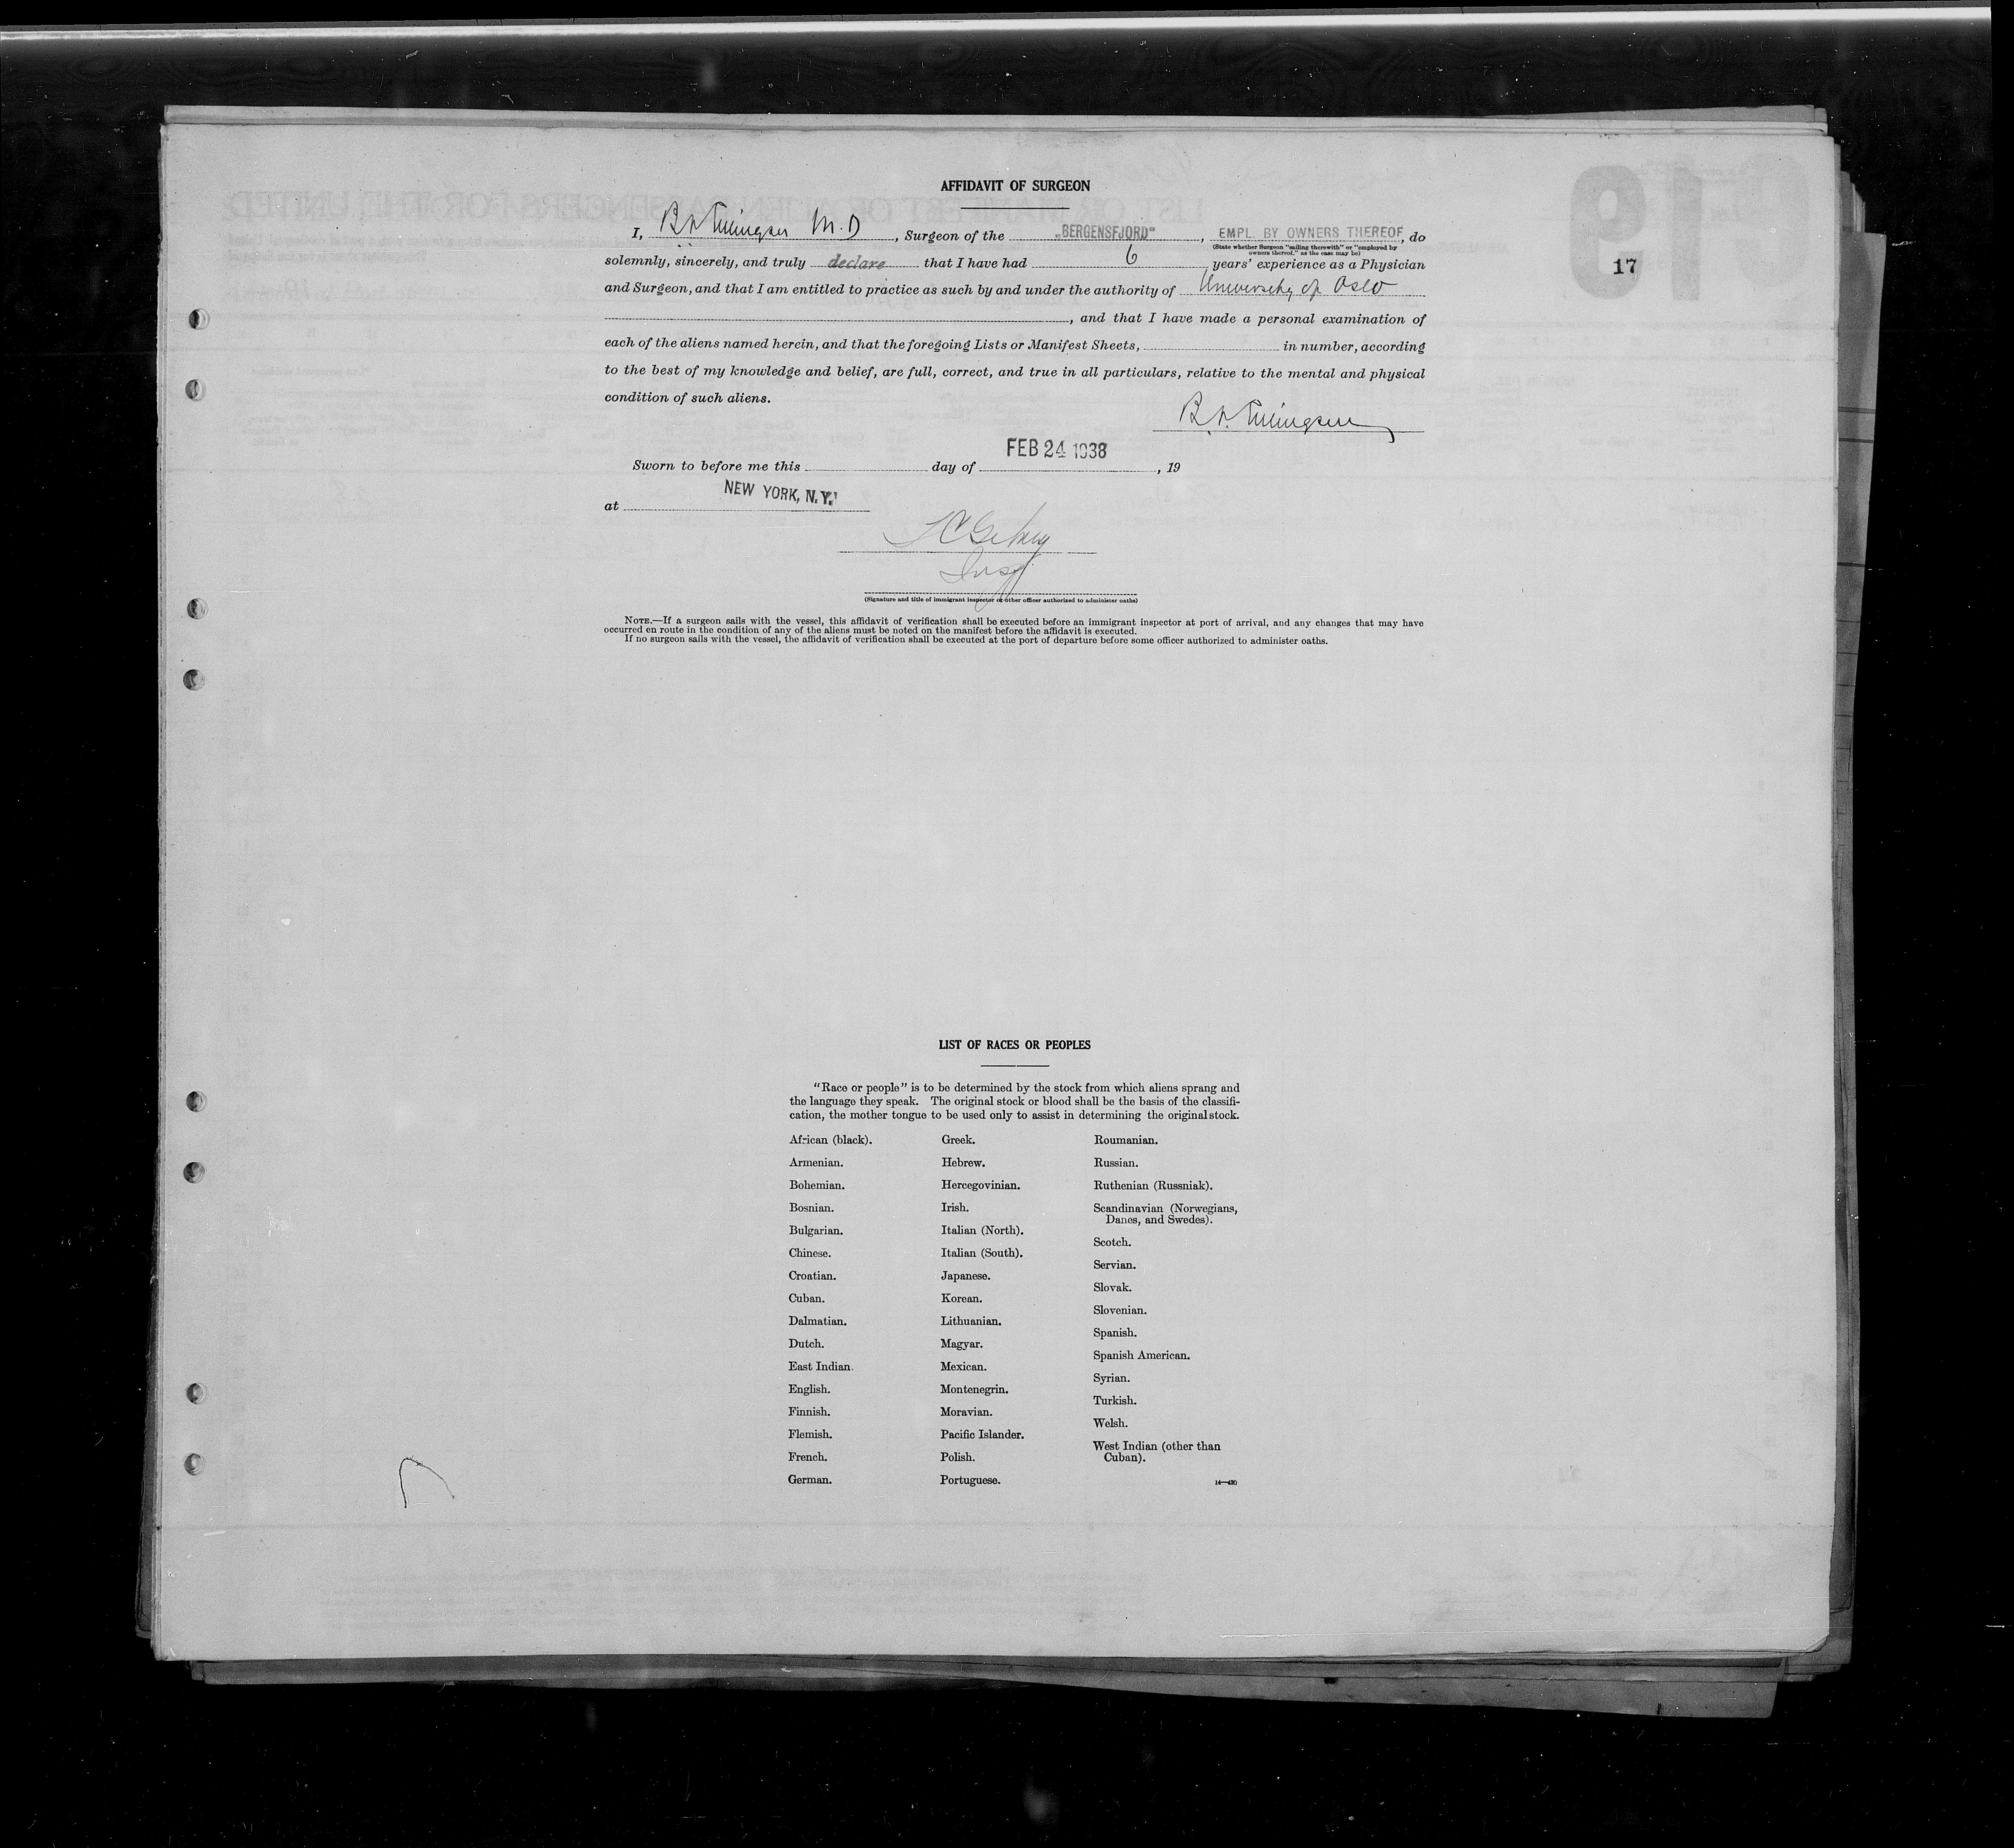 AFFIDAVIT OF SURGEON
I, M.D, Surgeon of the „BERGENSFJORD", EMPL. BY OWNERS THEREOF, do
(State whether Surgeon "sailing therewith" or "employed by
owners thereof," as the case may be)
17
solemnly, sincerely, and truly declare that I have had 6 years' experience as a Physician
and Surgeon, and that I am entitled to practice as such by and under the authority of University of Oslo
, and that I have made a personal examination of
each of the aliens named herein, and that the foregoing Lists or Manifest Sheets, in number, according
to the best of my knowledge and belief, are full, correct, and true in all particulars, relative to the mental and physical
condition of such aliens.
Sworn to before me this day of FEB 24 1938, 19
at NEW YORK, N.Y.
Insp
(Signature and title of immigrant inspector or other officer authorized to administer oaths)
NOTE.—If a surgeon sails with the vessel, this affidavit of verification shall be executed before an immigrant inspector at port of arrival, and any changes that may have
occurred en route in the condition of any of the aliens must be noted on the manifest before the affidavit is executed.
If no surgeon sails with the vessel, the affidavit of verification shall be executed at the port of departure before some officer authorized to administer oaths.
LIST OF RACES OR PEOPLES
"Race or people" is to be determined by the stock from which aliens sprang and
the language they speak. The original stock or blood shall be the basis of the classifi-
cation, the mother tongue to be used only to assist in determining the original stock.
African (black).
Armenian.
Bohemian.
Bosnian.
Bulgarian.
Chinese.
Croatian.
Cuban.
Dalmatian.
Dutch.
East Indian.
English.
Finnish.
Flemish.
French.
German.
Greek.
Hebrew.
Hercegovinian.
Irish.
Italian (North).
Italian (South).
Japanese.
Korean.
Lithuanian.
Magyar.
Mexican.
Montenegrin.
Moravian.
Pacific Islander.
Polish.
Portuguese.
Roumanian.
Russian.
Ruthenian (Russniak).
Scandinavian (Norwegians,
Danes, and Swedes).
Scotch.
Servian.
Slovak.
Slovenian.
Spanish.
Spanish American.
Syrian.
Turkish.
Welsh.
West Indian (other than
Cuban).
14—430